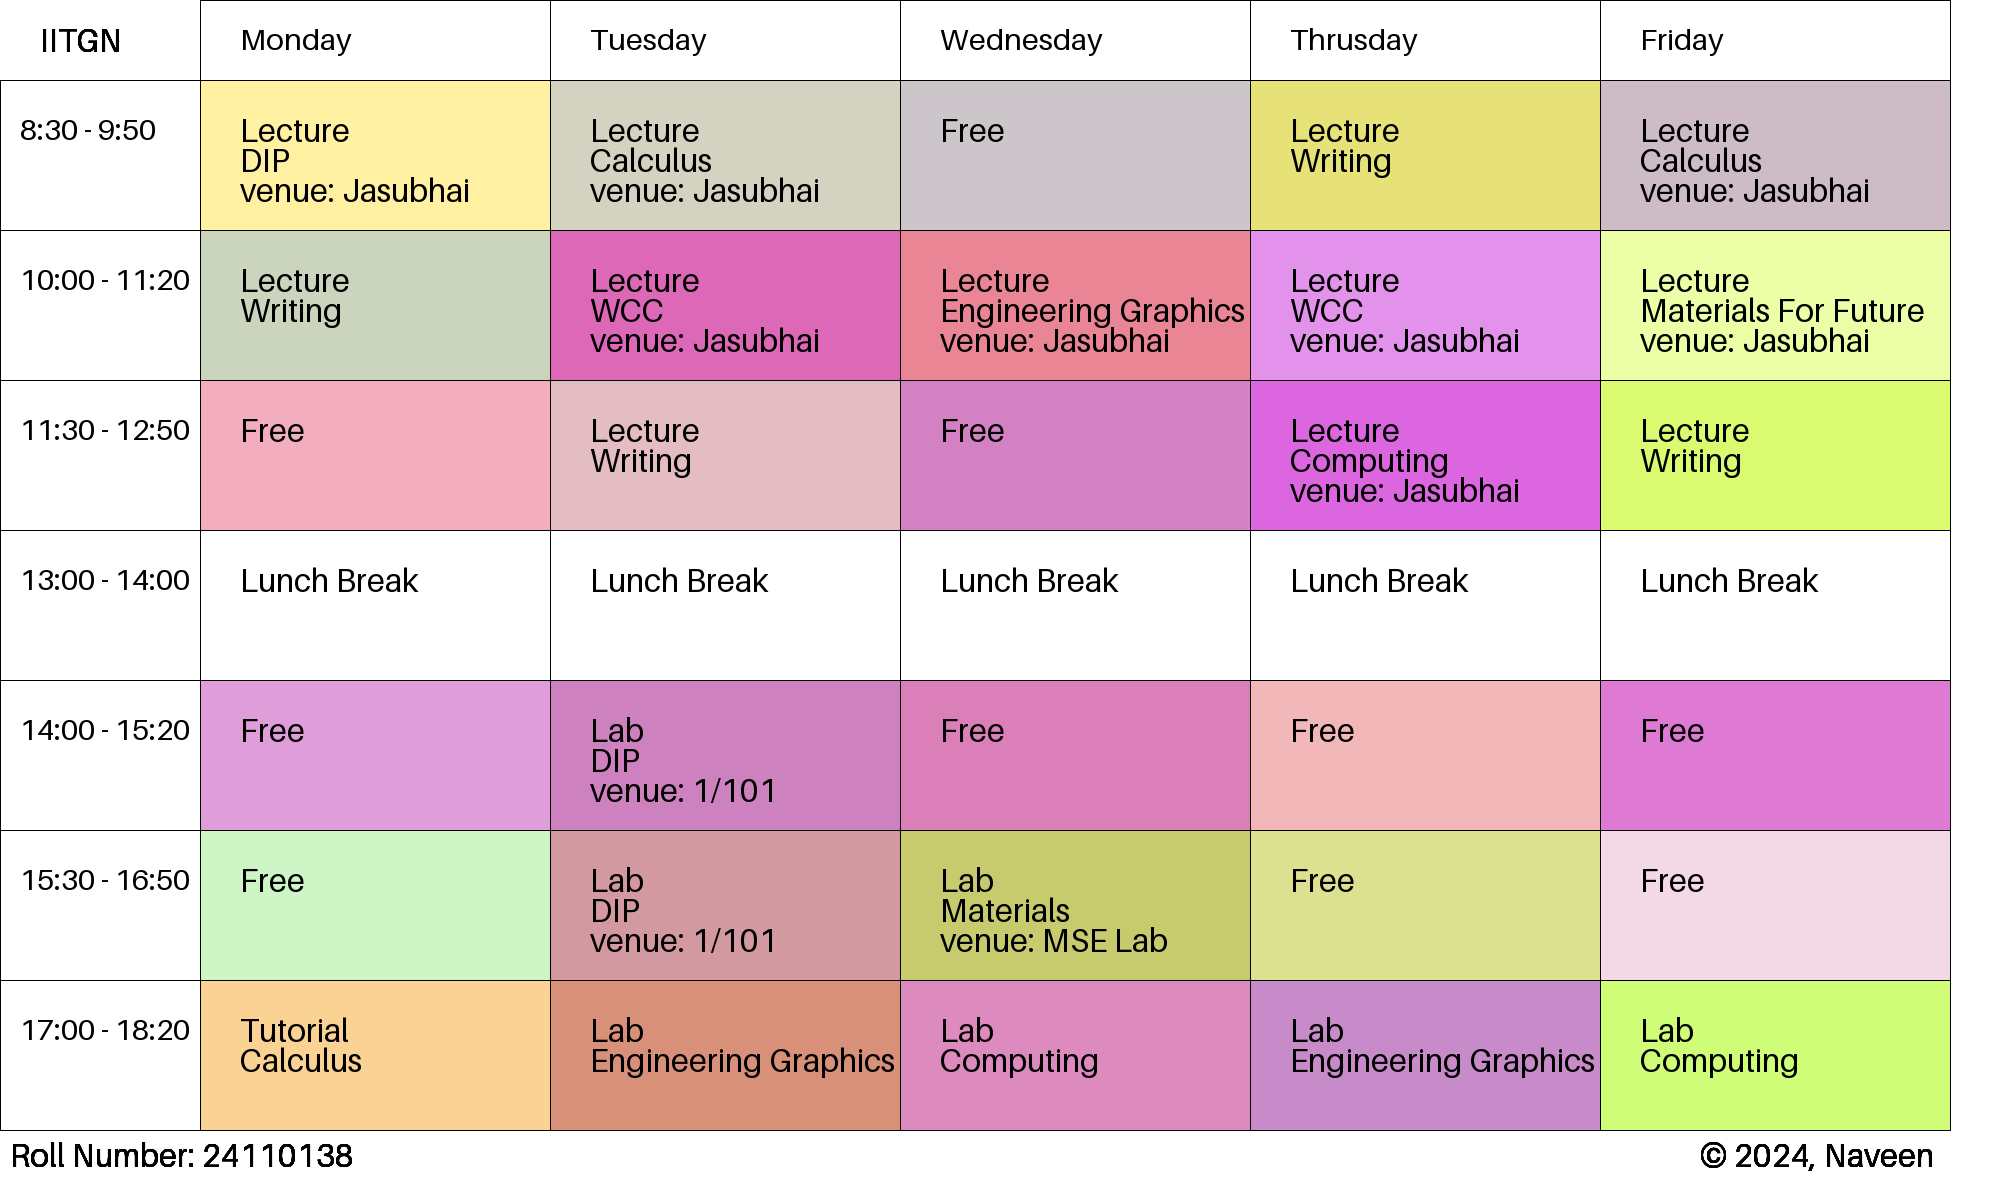 IITGN Monday Tuesday Wednesday Thrusday Friday
8:30 - 9:50
Lecture
DIP
venue: Jasubhai
Lecture
Calculus
venue: Jasubhai
Free
Lecture
Writing
Lecture
Calculus
venue: Jasubhai
10:00 - 11:20
Lecture
Writing
Lecture
WCC
venue: Jasubhai
Lecture
Engineering Graphics
venue: Jasubhai
Lecture
WCC
venue: Jasubhai
Lecture
Materials For Future
venue: Jasubhai
11:30 - 12:50
Free
Lecture
Writing
Free
Lecture
Computing
venue: Jasubhai
Lecture
Writing
13:00 - 14:00
Lunch Break
Lunch Break
Lunch Break
Lunch Break
Lunch Break
14:00 - 15:20
Free
Lab
DIP
venue: 1/101
Free
Free
Free
15:30 - 16:50
Free
Lab
DIP
venue: 1/101
Lab
Materials
venue: MSE Lab
Free
Free
17:00 - 18:20
Tutorial
Calculus
Lab
Engineering Graphics
Lab
Computing
Lab
Engineering Graphics
Lab
Computing
Roll Number: 24110138
© 2024, Naveen